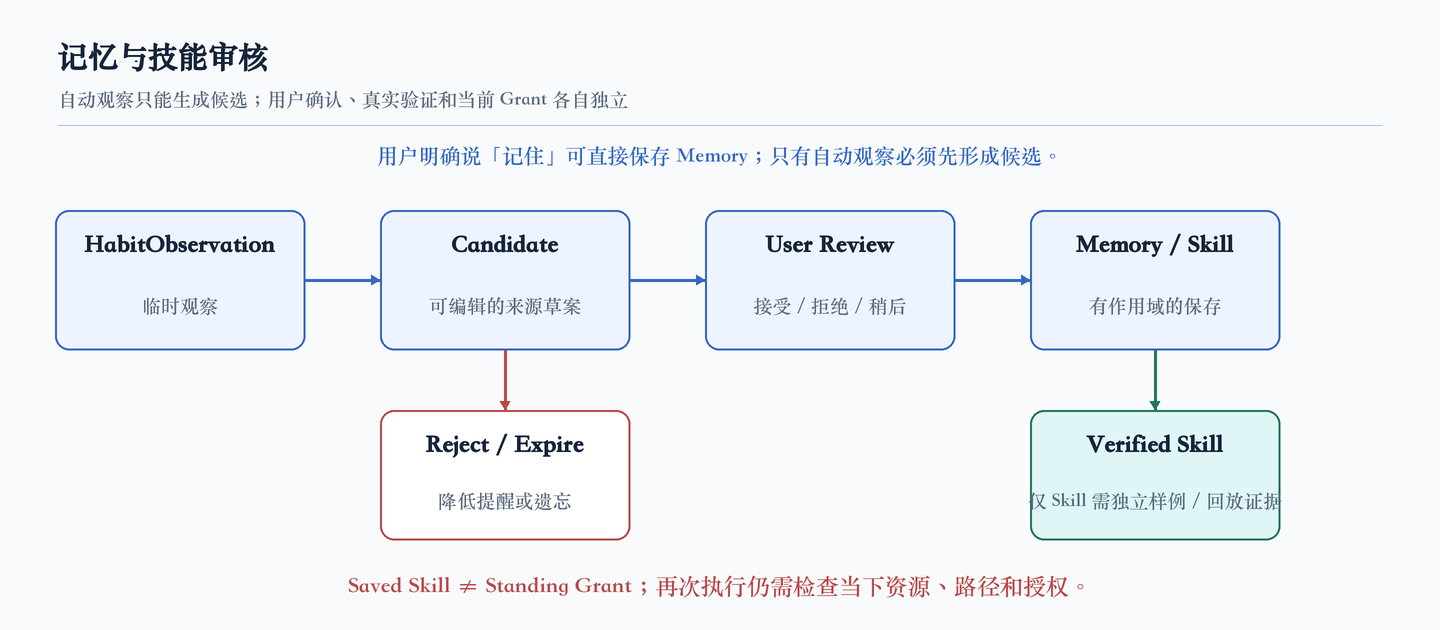 记忆与技能审核
自动观察只能生成候选；用户确认、真实验证和当前 Grant 各自独立
用户明确说「记住」可直接保存 Memory；只有自动观察必须先形成候选。
HabitObservation
临时观察
Candidate
可编辑的来源草案
User Review
接受 / 拒绝 / 稍后
Memory / Skill
有作用域的保存
Reject / Expire
降低提醒或遗忘
Verified Skill
仅 Skill 需独立样例 / 回放证据
Saved Skill ≠ Standing Grant；再次执行仍需检查当下资源、路径和授权。